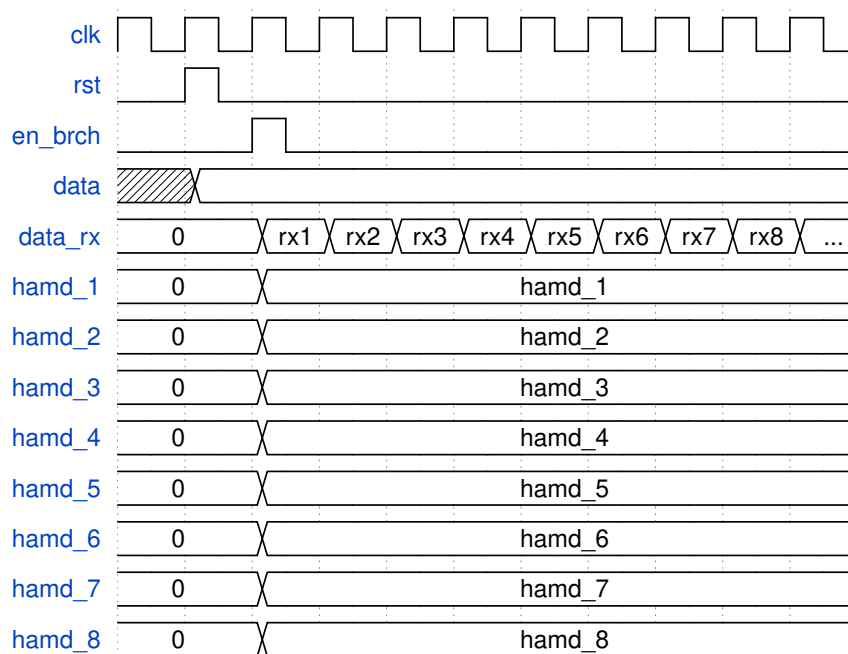 clk
rst
en_brch
data
data_rx 0 rx1 rx2 rx3 rx4 rx5 rx6 rx7 rx8 ...
hamd_1 0 hamd_1
hamd_2 0 hamd_2
hamd_3 0 hamd_3
hamd_4 0 hamd_4
hamd_5 0 hamd_5
hamd_6 0 hamd_6
hamd_7 0 hamd_7
hamd_8 0 hamd_8